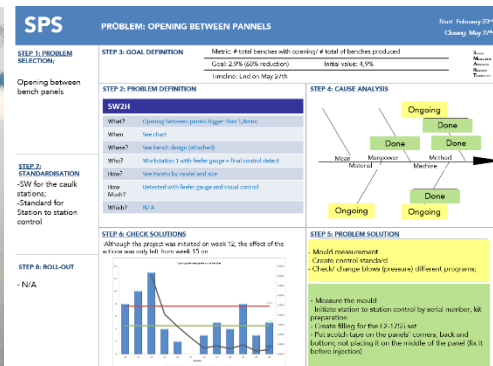 SPS
PROBLEM: OPENING BETWEEN PANNELS
Start: February 23rd
Closing: May 27th
STEP 1: PROBLEM
SELECTION;
Opening between
bench panels
STEP 7:
STANDARDISATION
-SW for the caulk
stations;
-Standard for
Station to station
control
STEP 8: ROLL-OUT
- N/A
STEP 3: GOAL DEFINITION
Metric: # total benches with opening/ # total of benches produced
Goal: 2.9% (60% reduction)
Initial value: 4,9%
Timeline: End on May 27th
STEP 2: PROBLEM DEFINITION
5W2H
What? Opening between panels bigger than 1,8mm;
When See chart
Where? See bench design (attached)
Who? Workstation 1 with feeler gauge + final control detect
How? See Pareto by model and size
How
Much? Detected with feeler gauge and visual control
Which? N/ A
STEP 4: CAUSE ANALYSIS
Ongoing
Done
Done
Done
Mean
Manpower
Method
Material
Machine
Done
Ongoing
Ongoing
STEP 6: CHECK SOLUTIONS
-Although the project was initiated on week 12, the effect of the
actions was only felt from week 15 on
STEP 5: PROBLEM SOLUTION
- Mould measurement
- Create control standard
- Check/ change blows (pressure) different programs;
- Measure the mould
Initiate station to station control by serial number, kit
preparation
- Create filling for the L2-1755 set
- Put scotch tape on the panels' corners, back and
bottom; not placing it on the middle of the panel (fix it
before injection)